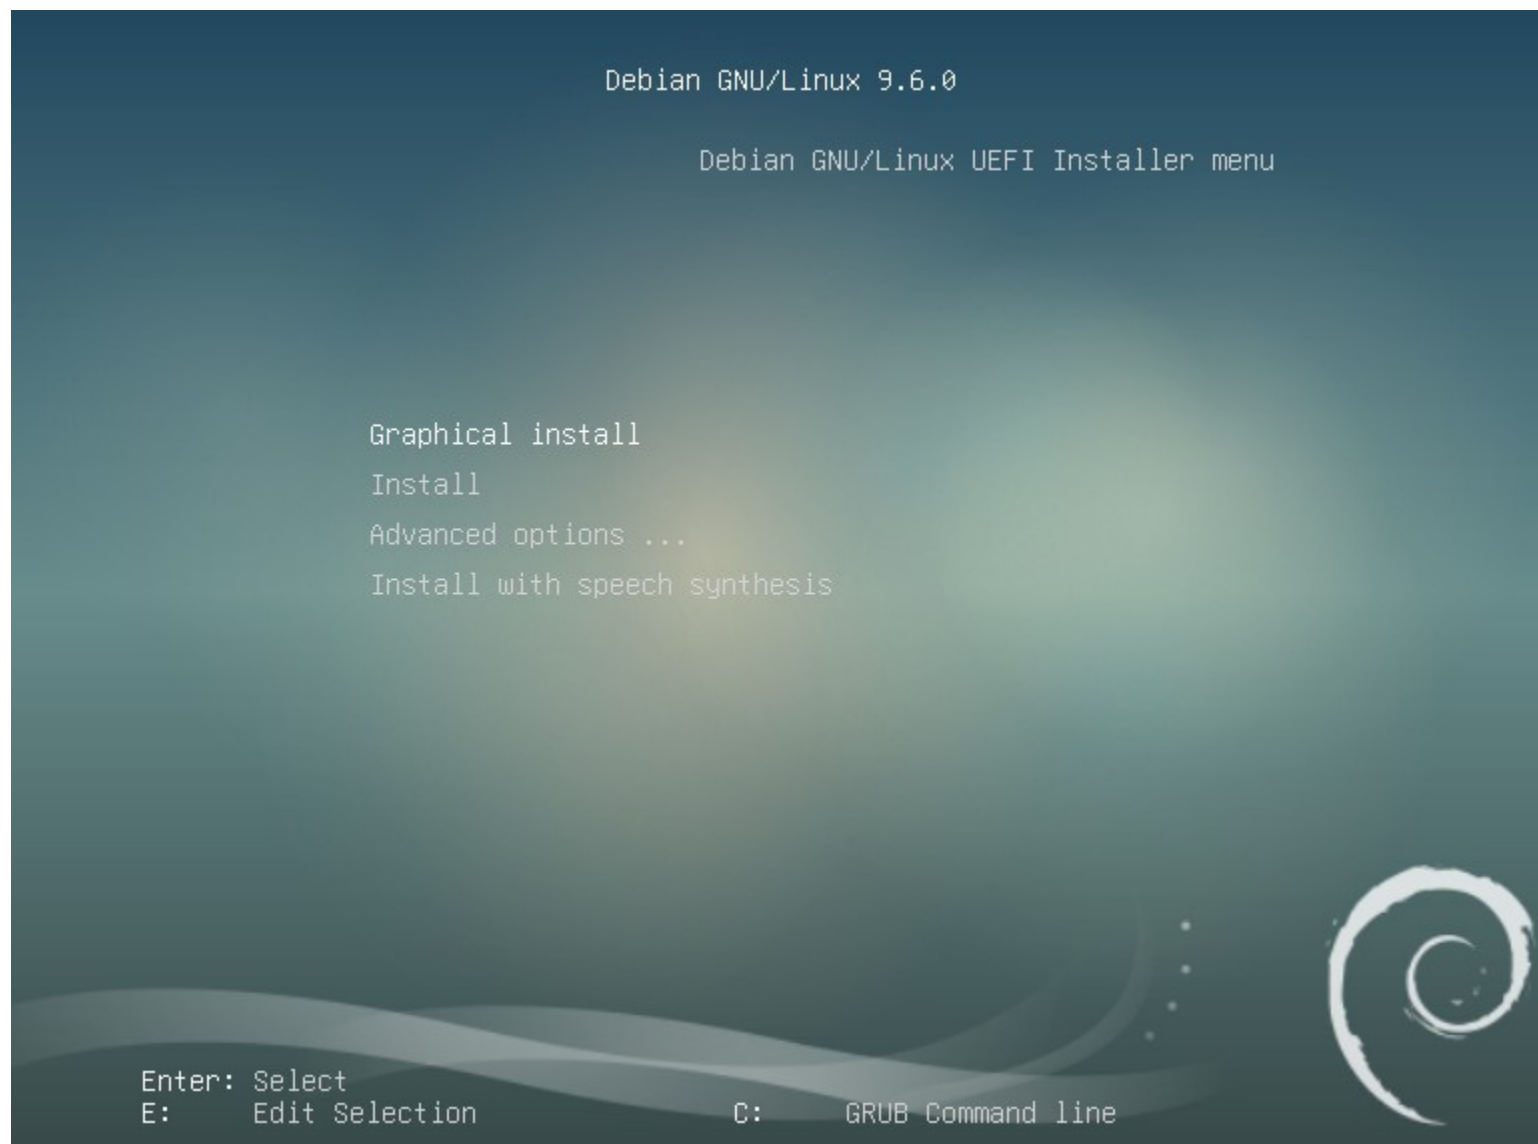 Debian GNU/Linux 9.6.0
Debian GNU/Linux UEFI Installer menu
Graphical install
Install
Advanced options ...
Install with speech synthesis
Enter: Select
E: Edit Selection C: GRUB Command line